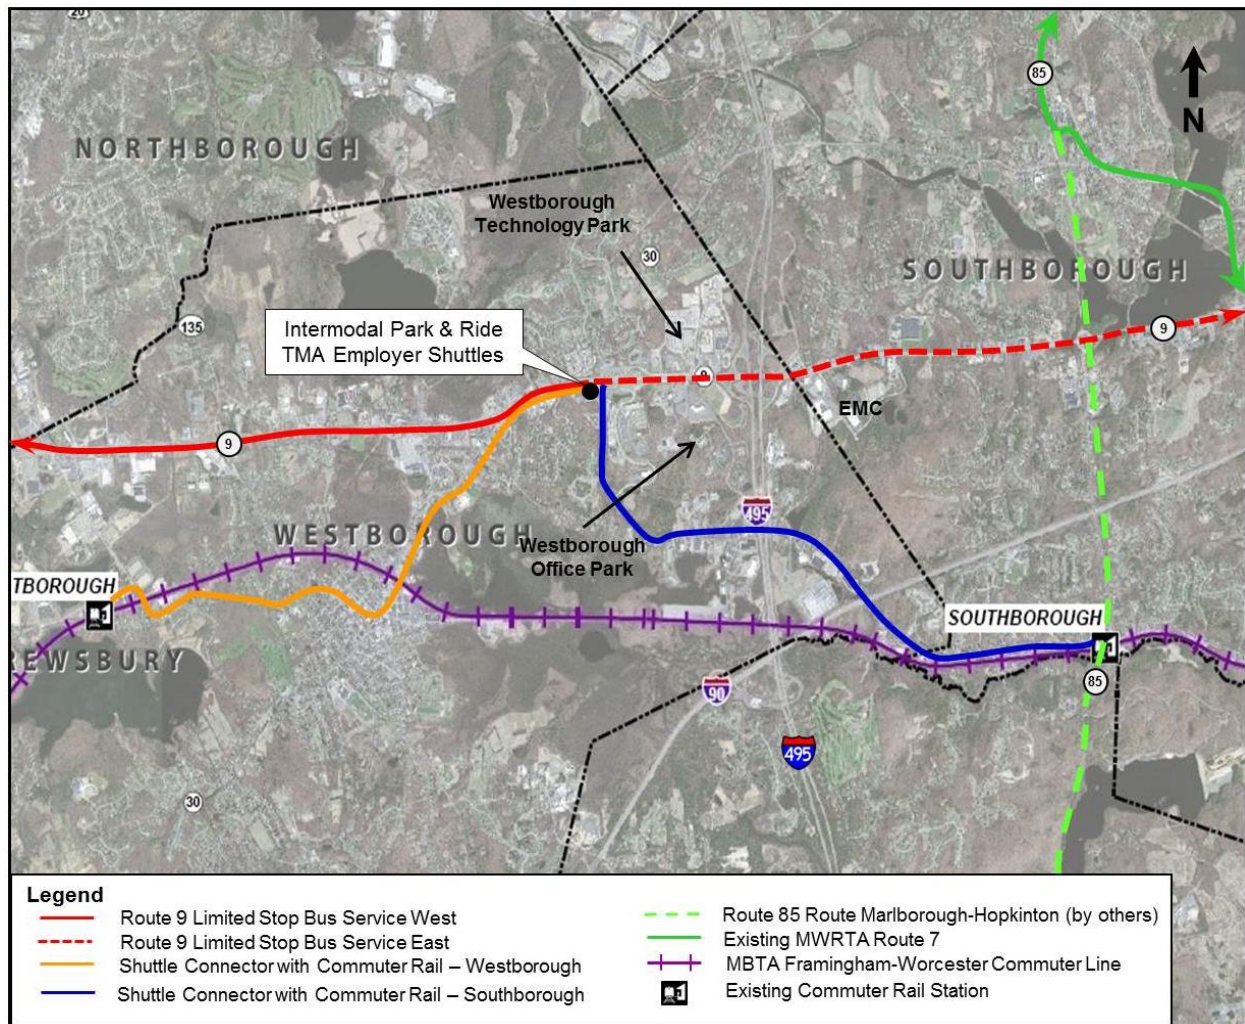 85
N
NORTHBOROUGH
Westborough
Technology Park
30
SOUTHBOROUGH
135
Intermodal Park & Ride
TMA Employer Shuttles
9
9
9
EMC
495
WESTBOROUGH
Westborough
Office Park
TBOROUGH
SOUTHBOROUGH
REWSBURY
85
90
495
30
Legend
Route 9 Limited Stop Bus Service West
Route 9 Limited Stop Bus Service East
Shuttle Connector with Commuter Rail – Westborough
Shuttle Connector with Commuter Rail – Southborough
Route 85 Route Marlborough-Hopkinton (by others)
Existing MWRTA Route 7
MBTA Framingham-Worcester Commuter Line
Existing Commuter Rail Station